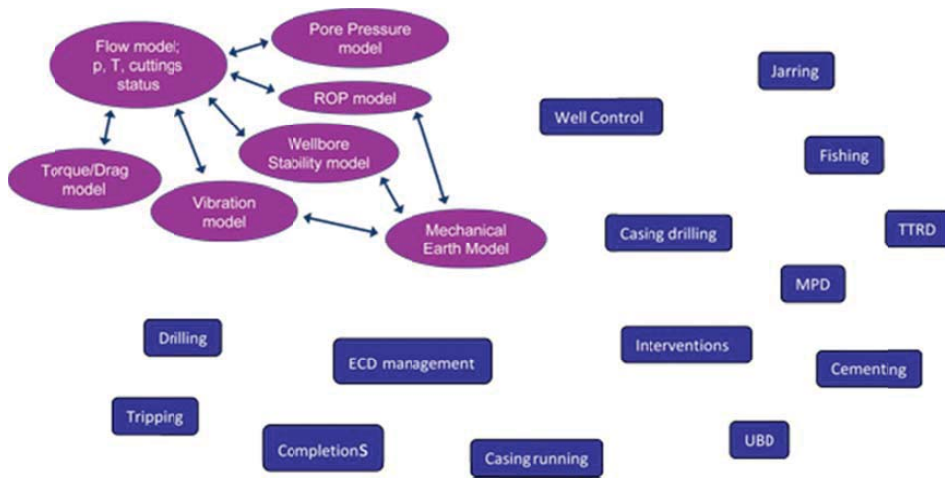 Flow model;
p, T, cuttings
status
Pore Pressure
model
ROP model
Wellbore
Stability model
Torque/Drag
model
Vibration
model
Mechanical
Earth Model
Jarring
Well Control
Fishing
Casing drilling
TTRD
MPD
Drilling
ECD management
Interventions
Cementing
Tripping
CompletionS
Casing running
UBD